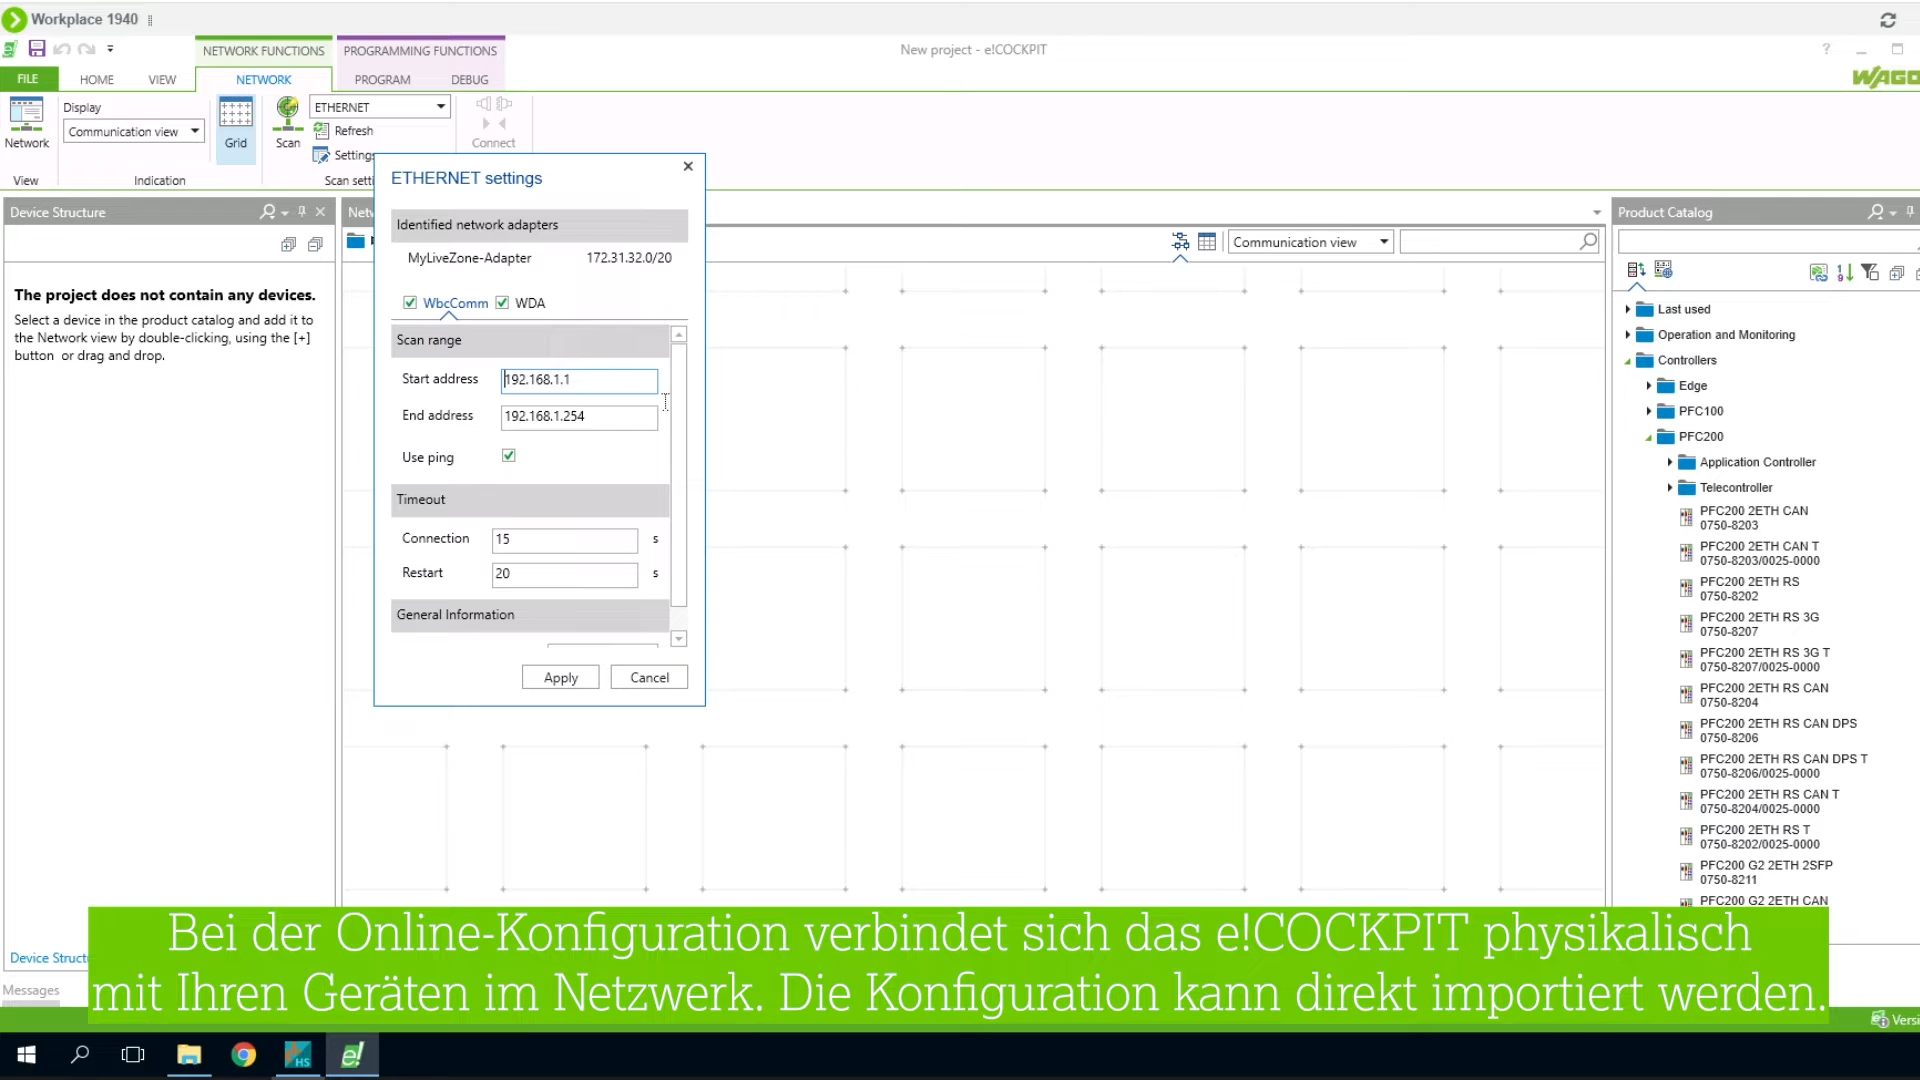 Workplace 1940
NETWORK FUNCTIONS
PROGRAMMING FUNCTIONS
New project - e!COCKPIT
?
FILE
HOME
VIEW
NETWORK
PROGRAM
DEBUG
WAGO
Network
Display
Communication view
Grid
Scan
ETHERNET
Refresh
Settings
Connect
View
Indication
Scan setti
Device Structure
The project does not contain any devices.
Select a device in the product catalog and add it to
the Network view by double-clicking, using the [+]
button or drag and drop.
Device Struct
Messages
Netw
Communication view
ETHERNET settings
Identified network adapters
MyLiveZone-Adapter 172.31.32.0/20
WbcComm WDA
Scan range
Start address 192.168.1.1
End address 192.168.1.254
Use ping
Timeout
Connection 15 s
Restart 20 s
General Information
Apply Cancel
Product Catalog
Last used
Operation and Monitoring
Controllers
Edge
PFC100
PFC200
Application Controller
Telecontroller
PFC200 2ETH CAN
0750-8203
PFC200 2ETH CAN T
0750-8203/0025-0000
PFC200 2ETH RS
0750-8202
PFC200 2ETH RS 3G
0750-8207
PFC200 2ETH RS 3G T
0750-8207/0025-0000
PFC200 2ETH RS CAN
0750-8204
PFC200 2ETH RS CAN DPS
0750-8206
PFC200 2ETH RS CAN DPS T
0750-8206/0025-0000
PFC200 2ETH RS CAN T
0750-8204/0025-0000
PFC200 2ETH RS T
0750-8202/0025-0000
PFC200 G2 2ETH 2SFP
0750-8211
PFC200 G2 2ETH CAN
Bei der Online-Konfiguration verbindet sich das e!COCKPIT physikalisch
mit Ihren Geräten im Netzwerk. Die Konfiguration kann direkt importiert werden.
Versi
HS
e!